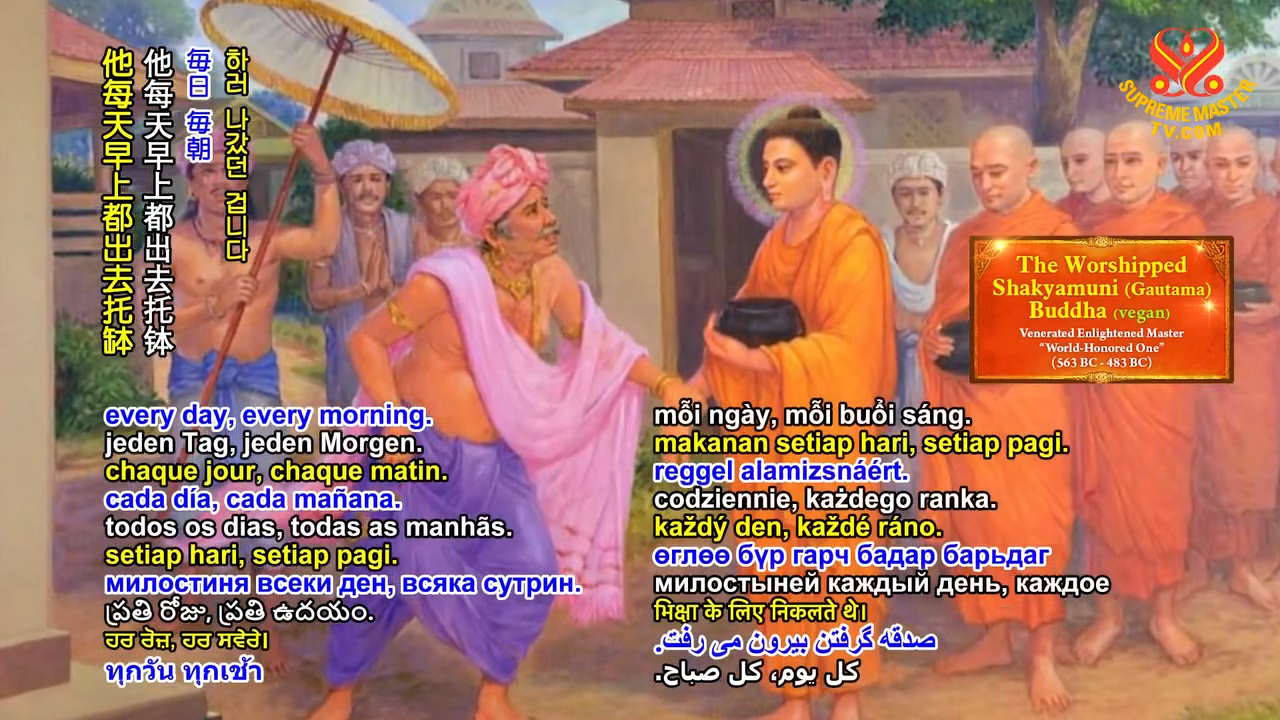 하러 나갔던 겁니다
毎日 毎朝
他每天早上都出去托缽
他每天早上都出去托钵
SUPREME MASTER
TV.COM
The Worshipped
Shakyamuni (Gautama)
Buddha (vegan)
Venerated Enlightened Master
“World-Honored One”
(563 BC - 483 BC)
every day, every morning.
jeden Tag, jeden Morgen.
chaque jour, chaque matin.
cada día, cada mañana.
todos os dias, todas as manhãs.
setiap hari, setiap pagi.
милостиня всеки ден, всяка сутрин.
ప్రతి రోజు, ప్రతి ఉదయం.
ਹਰ ਰੋਜ਼, ਹਰ ਸਵੇਰੇ।
ทุกวัน ทุกเช้า
mỗi ngày, mỗi buổi sáng.
makanan setiap hari, setiap pagi.
reggel alamizsnáért.
codziennie, każdego ranka.
každý den, každé ráno.
өглөө бүр гарч бадар барьдаг
милостыней каждый день, каждое
भिक्षा के लिए निकलते थे।
صدقه گرفتن بیرون می رفت.
كل يوم، كل صباح.